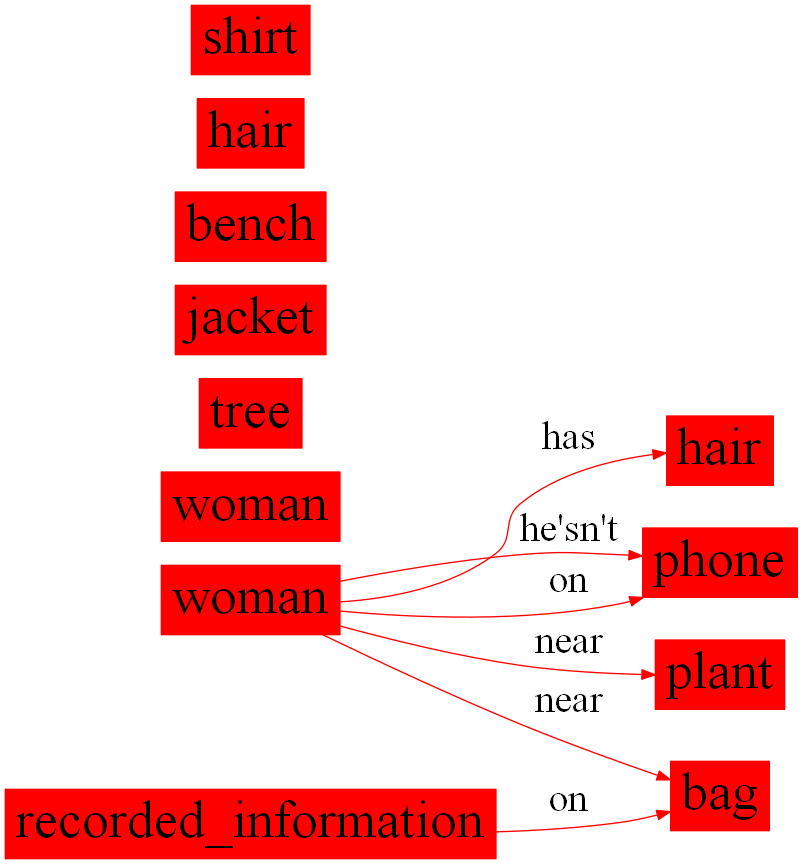 shirt
hair
bench
jacket
tree
has
hair
woman
he'sn't
phone
woman
on
near
plant
near
bag
on
recorded_information